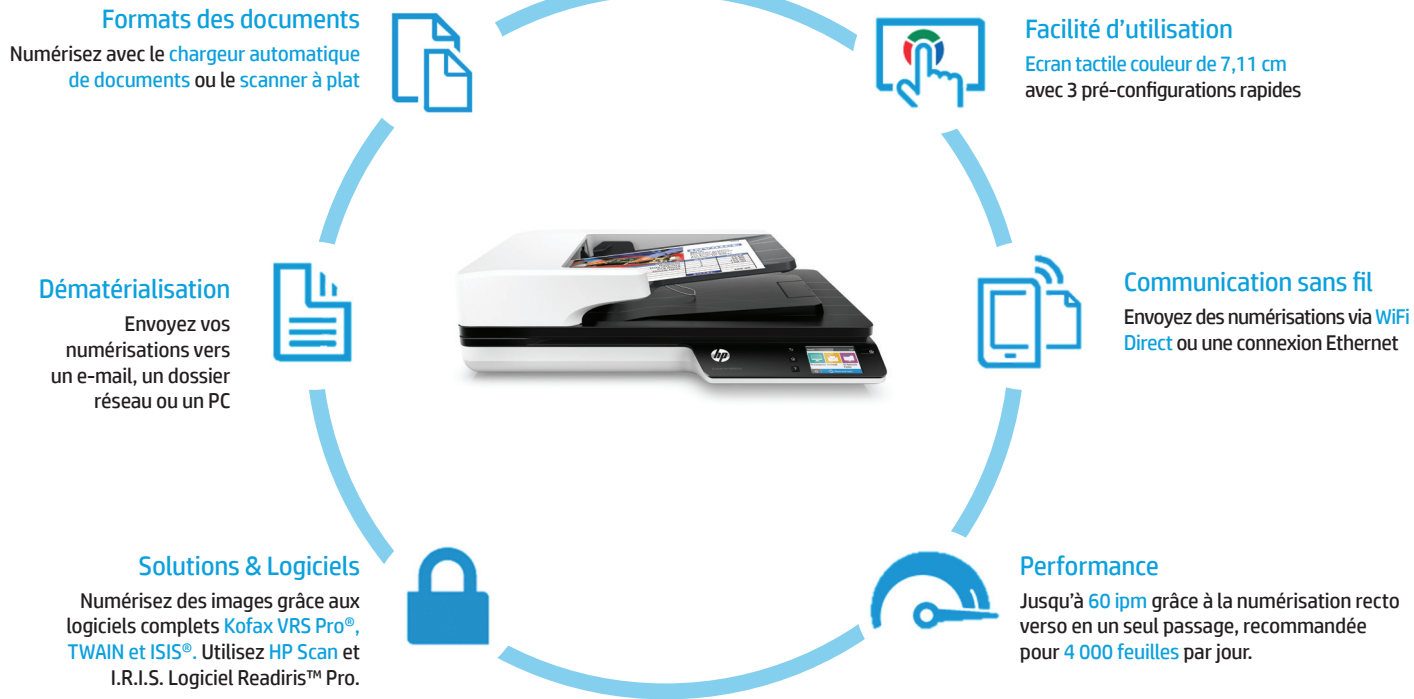 Formats des documents
Numérisez avec le chargeur automatique
de documents ou le scanner à plat
Facilité d'utilisation
Ecran tactile couleur de 7,11 cm
avec 3 pré-configurations rapides
Dématérialisation
Envoyez vos
numérisations vers
un e-mail, un dossier
réseau ou un PC
hp
Communication sans fil
Envoyez des numérisations via WiFi
Direct ou une connexion Ethernet
Solutions & Logiciels
Numérisez des images grâce aux
logiciels complets Kofax VRS Pro®,
TWAIN et ISIS®. Utilisez HP Scan et
I.R.I.S. Logiciel Readiris™ Pro.
Performance
Jusqu'à 60 ipm grâce à la numérisation recto
verso en un seul passage, recommandée
pour 4 000 feuilles par jour.